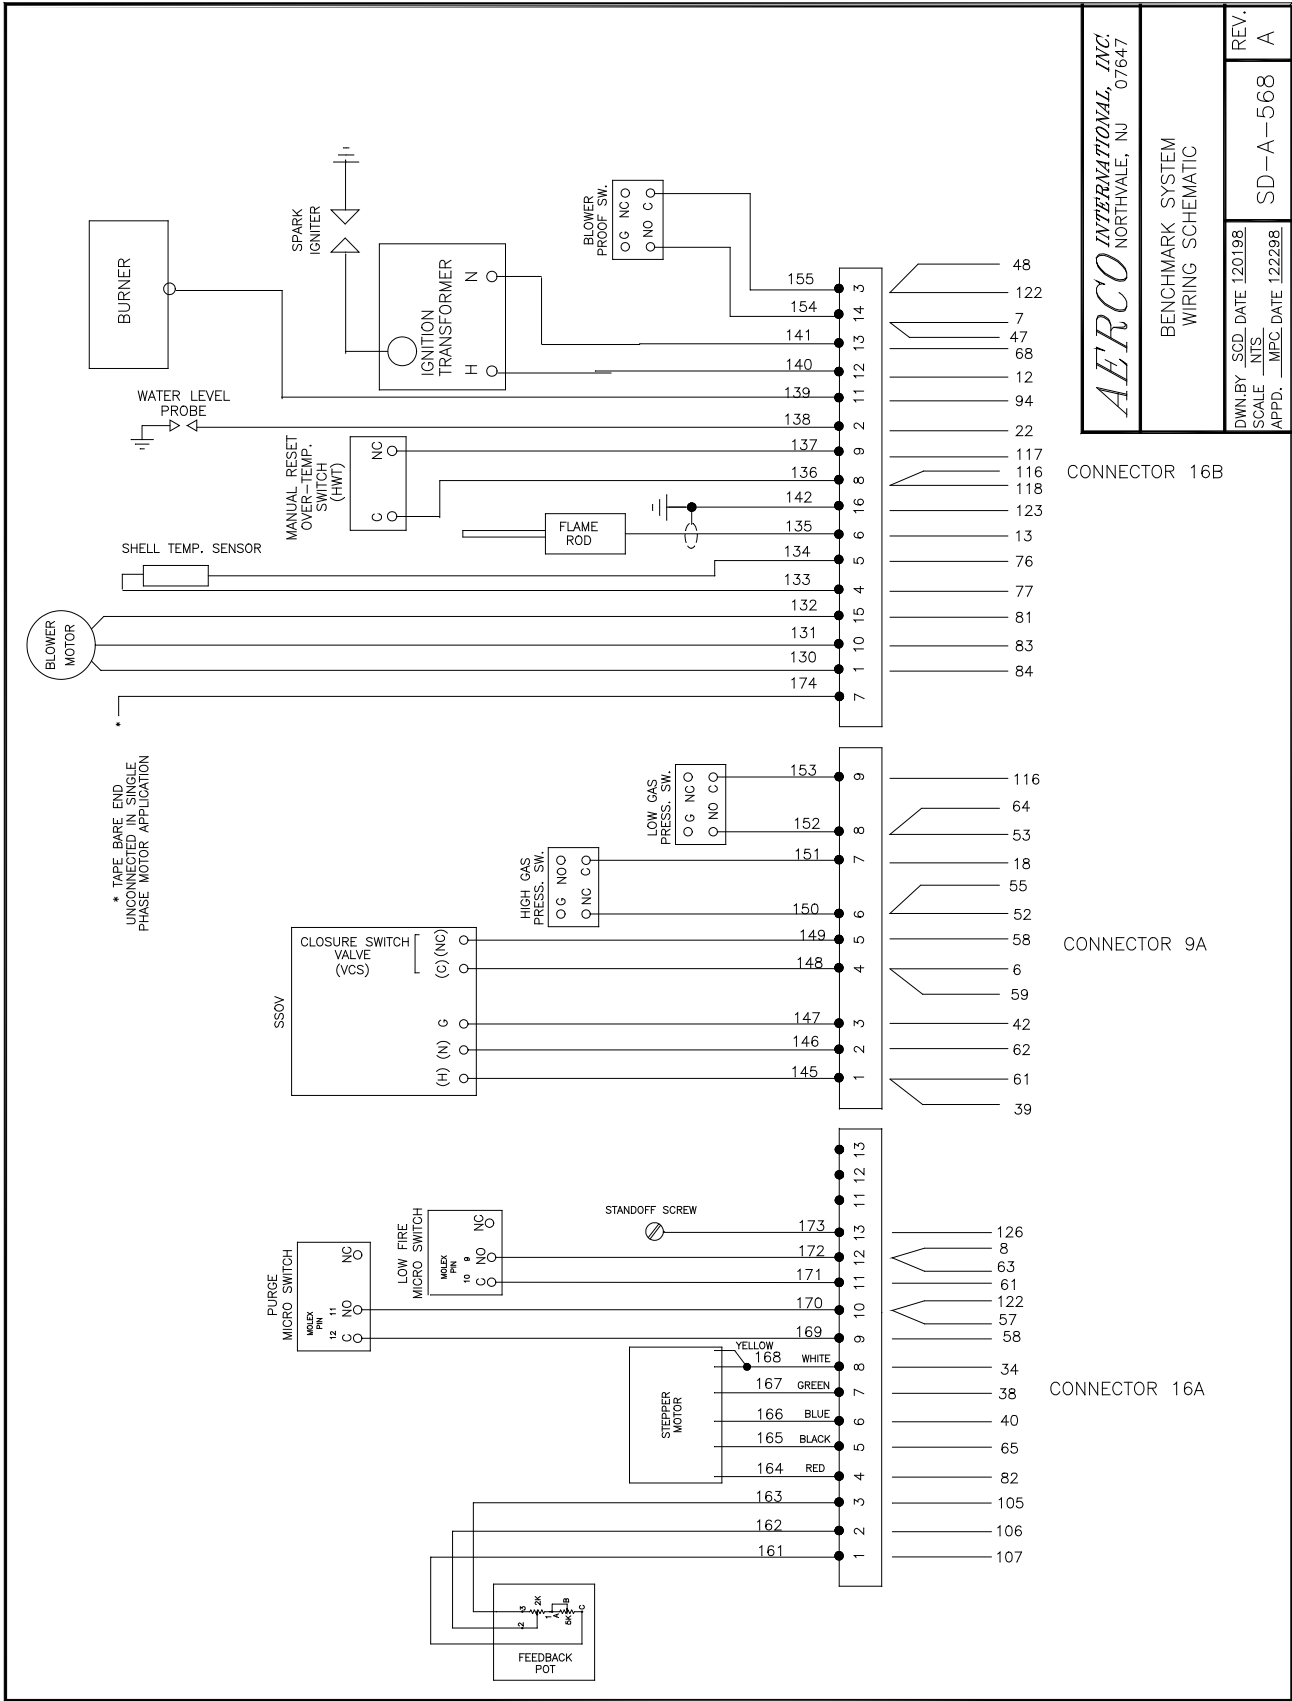 AERCO INTERNATIONAL, INC.
NORTHVALE, NJ 07647
BENCHMARK SYSTEM
WIRING SCHEMATIC
DWN.BY SCD DATE 120198
SCALE NTS
APPD. MPC DATE 122298
SD-A-568
REV.
A
BURNER
SPARK
IGNITER
IGNITION
TRANSFORMER
H
N
BLOWER
PROOF SW.
G NC
NO C
WATER LEVEL
PROBE
MANUAL RESET
OVER-TEMP.
SWITCH
(HWT)
C
NC
FLAME
ROD
SHELL TEMP. SENSOR
BLOWER
MOTOR
*
* TAPE BARE END
UNCONNECTED IN SINGLE
PHASE MOTOR APPLICATION
155 3 48
122
154 14 7
47
141 13 68
140 12 12
139 11 94
138 2 22
137 9 117
136 8 116
118
142 16 123
135 6 13
134 5 76
133 4 77
132 15 81
131 10 83
130 1 84
174 7
CONNECTOR 16B
LOW GAS
PRESS. SW.
G NC
NO C
HIGH GAS
PRESS. SW.
G NO
NC C
SSOV
CLOSURE SWITCH
VALVE
(VCS)
(C) (NC)
G
(N)
(H)
153 9 116
152 8 64
53
151 7 18
150 6 55
52
149 5 58
148 4 6
59
147 3 42
146 2 62
145 1 61
39
CONNECTOR 9A
13
12
11
STANDOFF SCREW
PURGE
MICRO SWITCH
MOLEX
PIN
12 11
C NO NC
LOW FIRE
MICRO SWITCH
MOLEX
PIN
10 9
C NO NC
173 13 126
172 12 8
63
171 11 61
170 10 122
57
169 9 58
YELLOW
168 WHITE 8 34
167 GREEN 7 38
166 BLUE 6 40
165 BLACK 5 65
164 RED 4 82
163 3 105
162 2 106
161 1 107
CONNECTOR 16A
STEPPER
MOTOR
3 2K
2
1 A B
5K C
FEEDBACK
POT